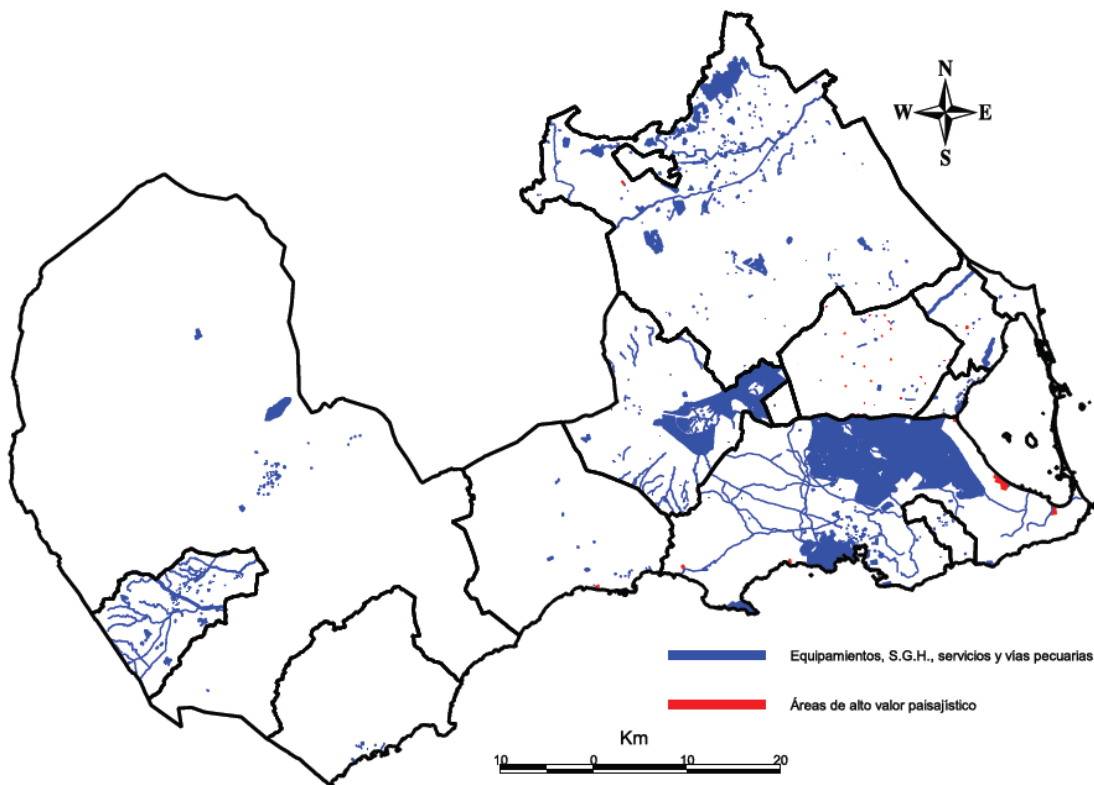 N
W E
S
Equipamientos, S.G.H., servicios y vías pecuarias
Áreas de alto valor paisajístico
Km
10 0 10 20